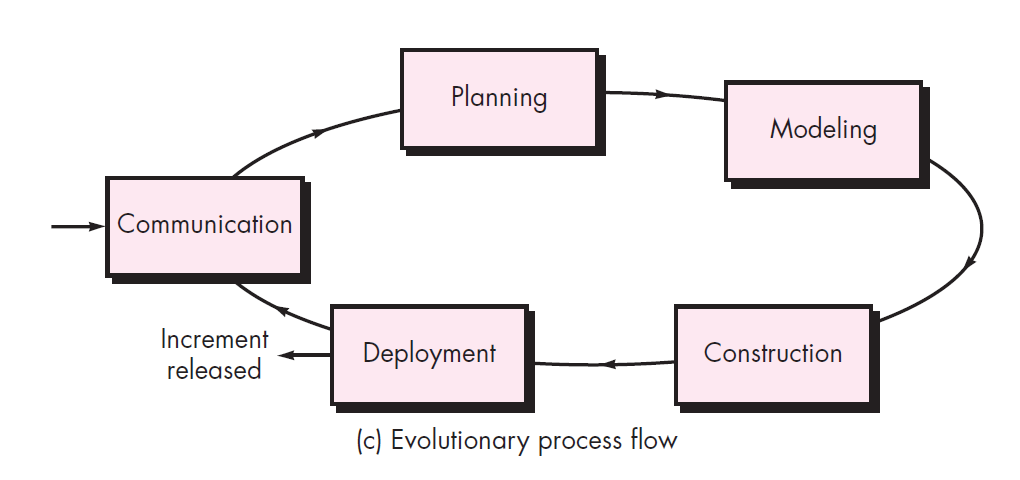 Planning
Modeling
Communication
Increment
released
Deployment
Construction
(c) Evolutionary process flow